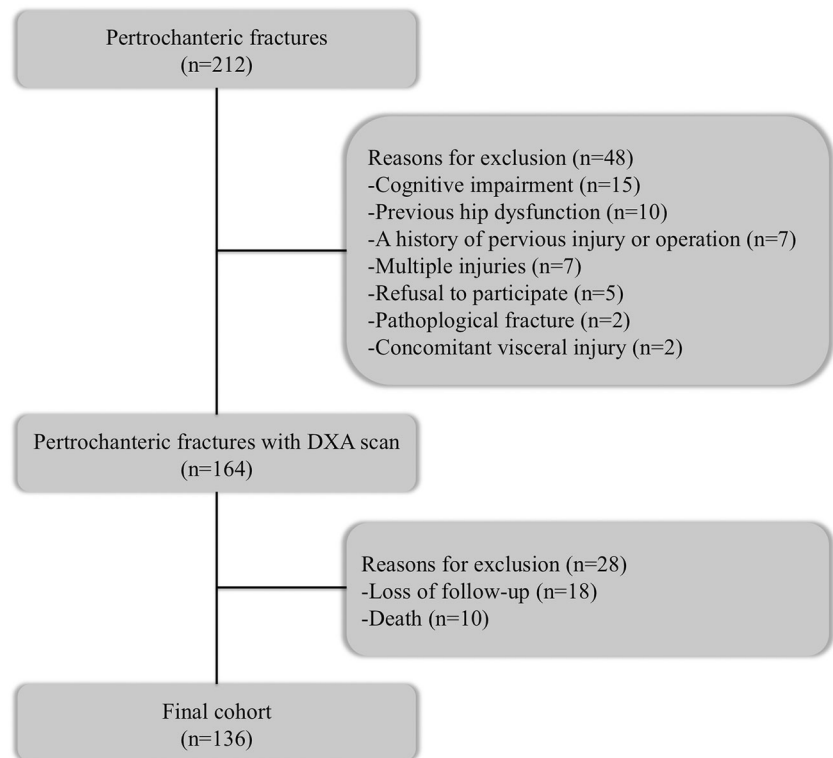 Pertrochanteric fractures
(n=212)
Reasons for exclusion (n=48)
-Cognitive impairment (n=15)
-Previous hip dysfunction (n=10)
-A history of pervious injury or operation (n=7)
-Multiple injuries (n=7)
-Refusal to participate (n=5)
-Pathoplogical fracture (n=2)
-Concomitant visceral injury (n=2)
Pertrochanteric fractures with DXA scan
(n=164)
Reasons for exclusion (n=28)
-Loss of follow-up (n=18)
-Death (n=10)
Final cohort
(n=136)